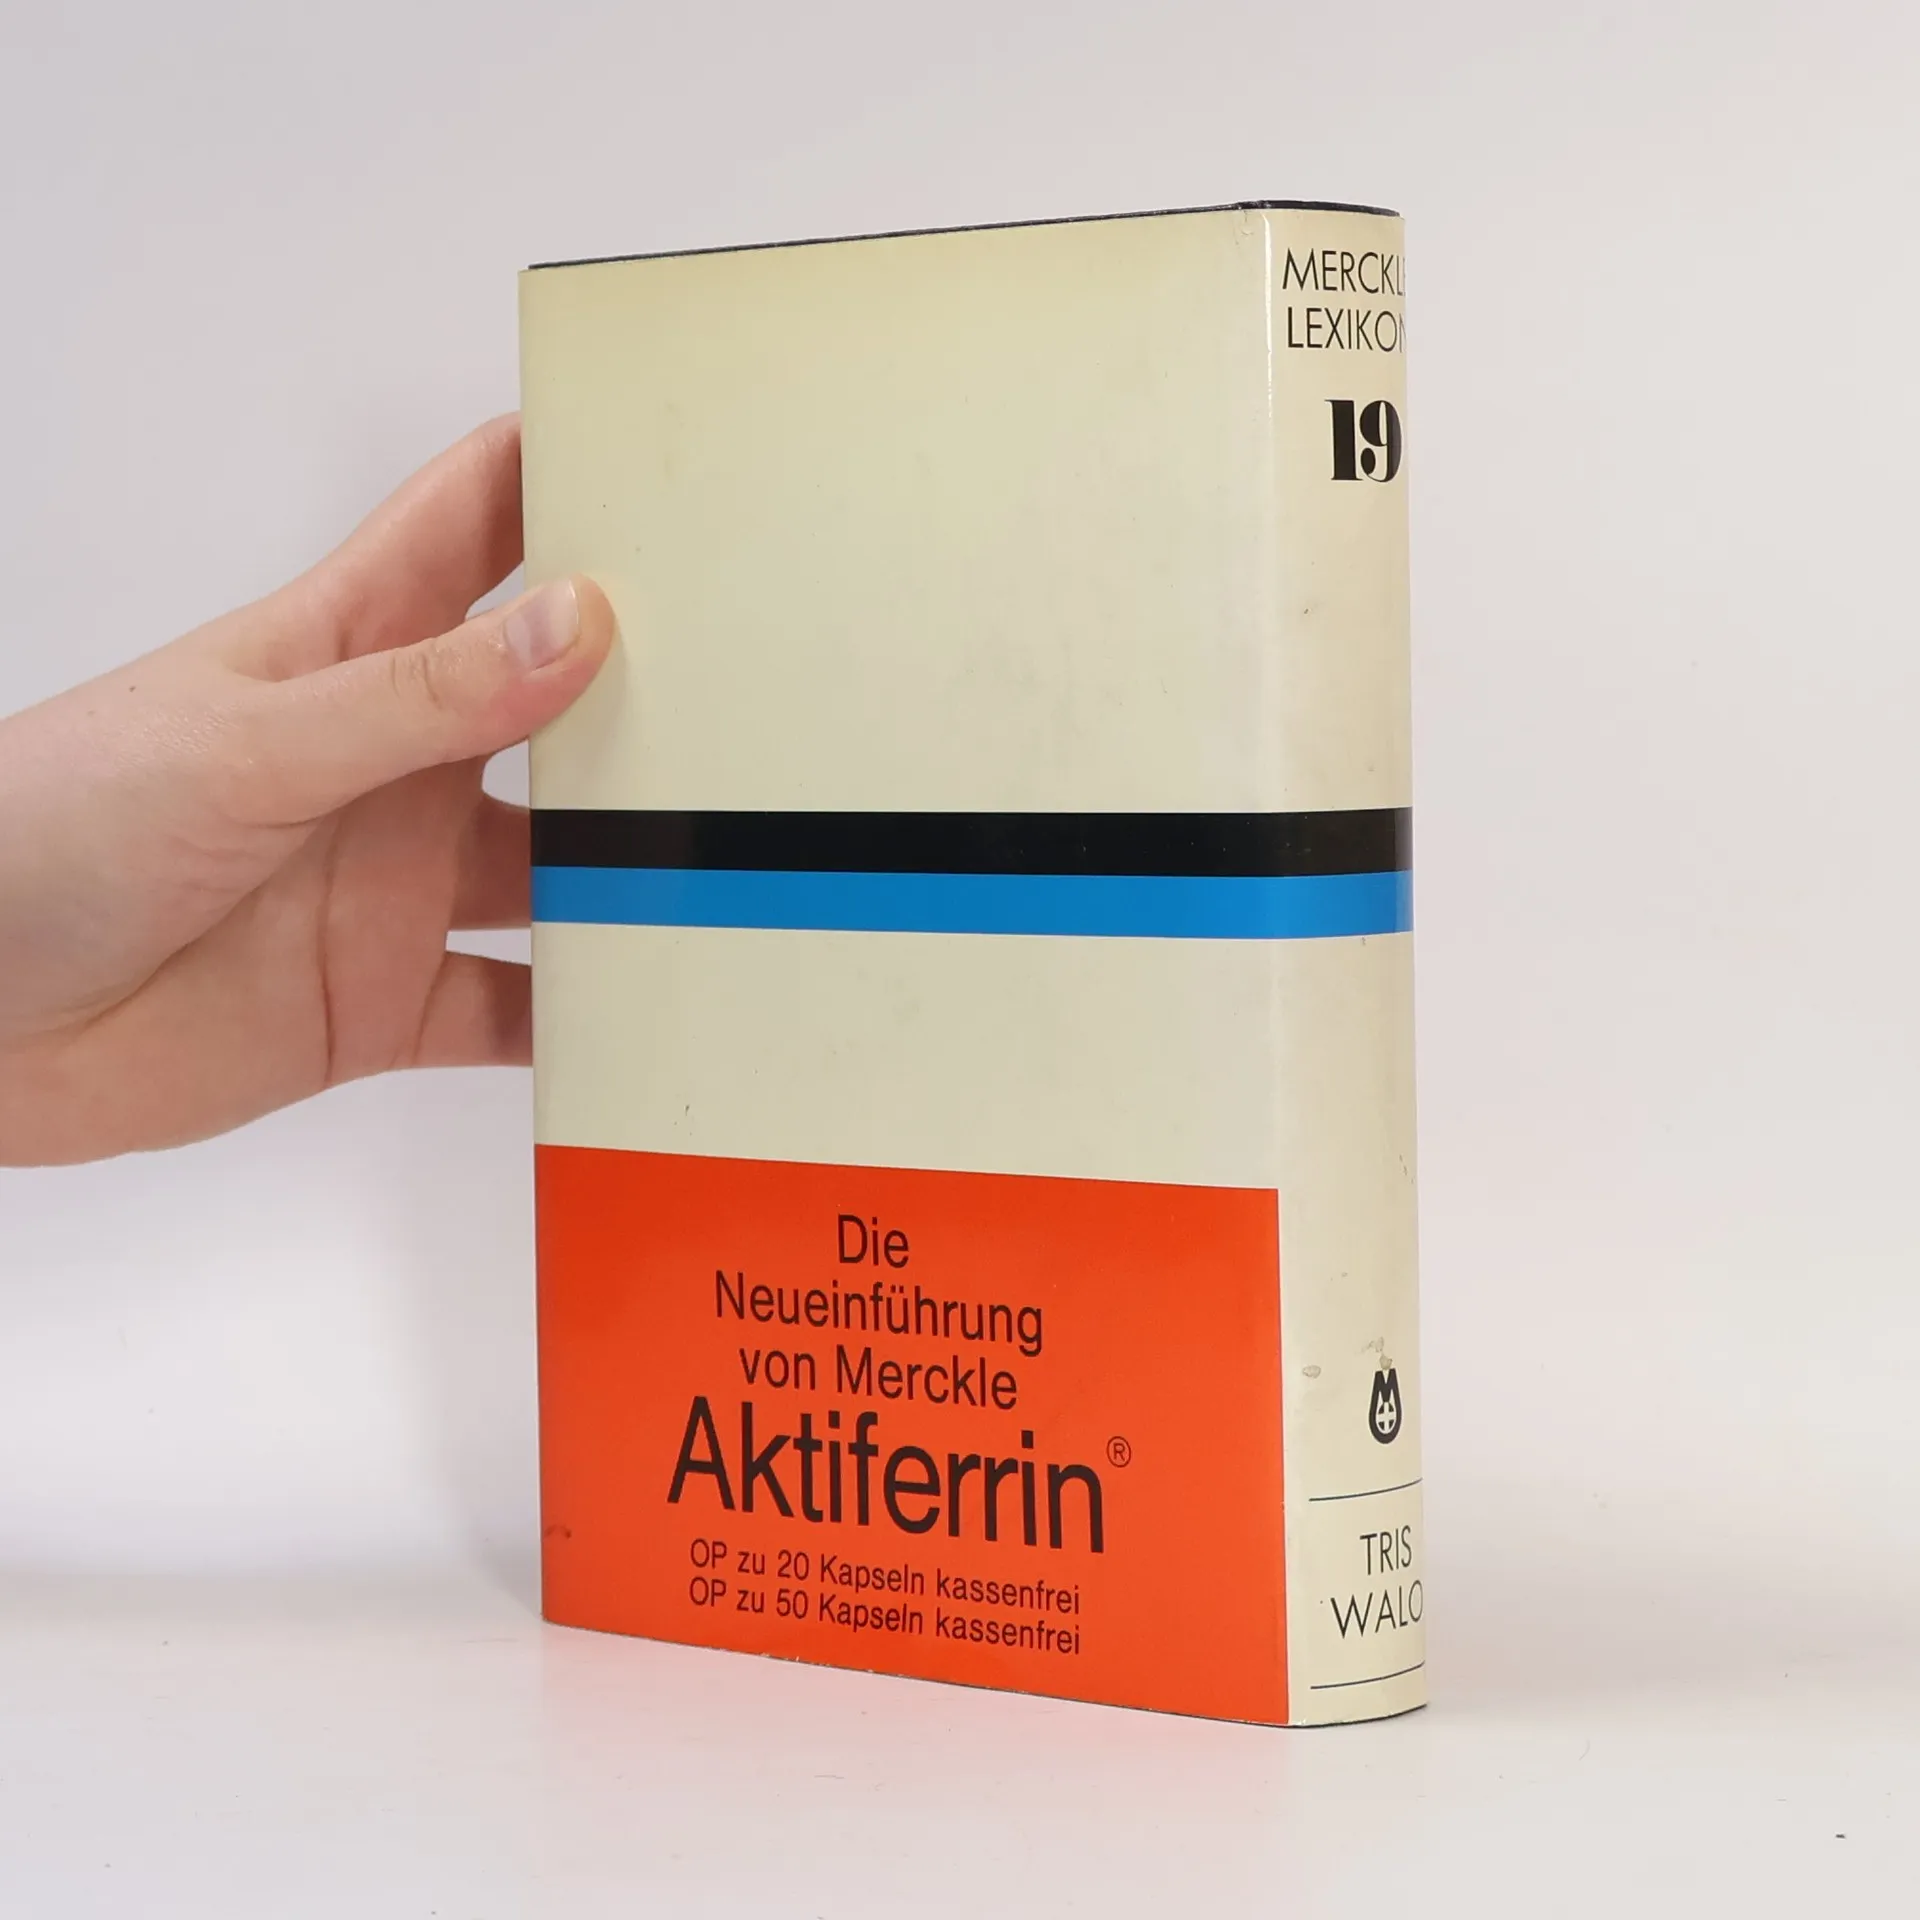 MERCKLE
LEXIKON
19
Die
Neueinführung
von Merckle
Aktiferrin®
OP zu 20 Kapseln kassenfrei
OP zu 50 Kapseln kassenfrei
TRIS
WALO